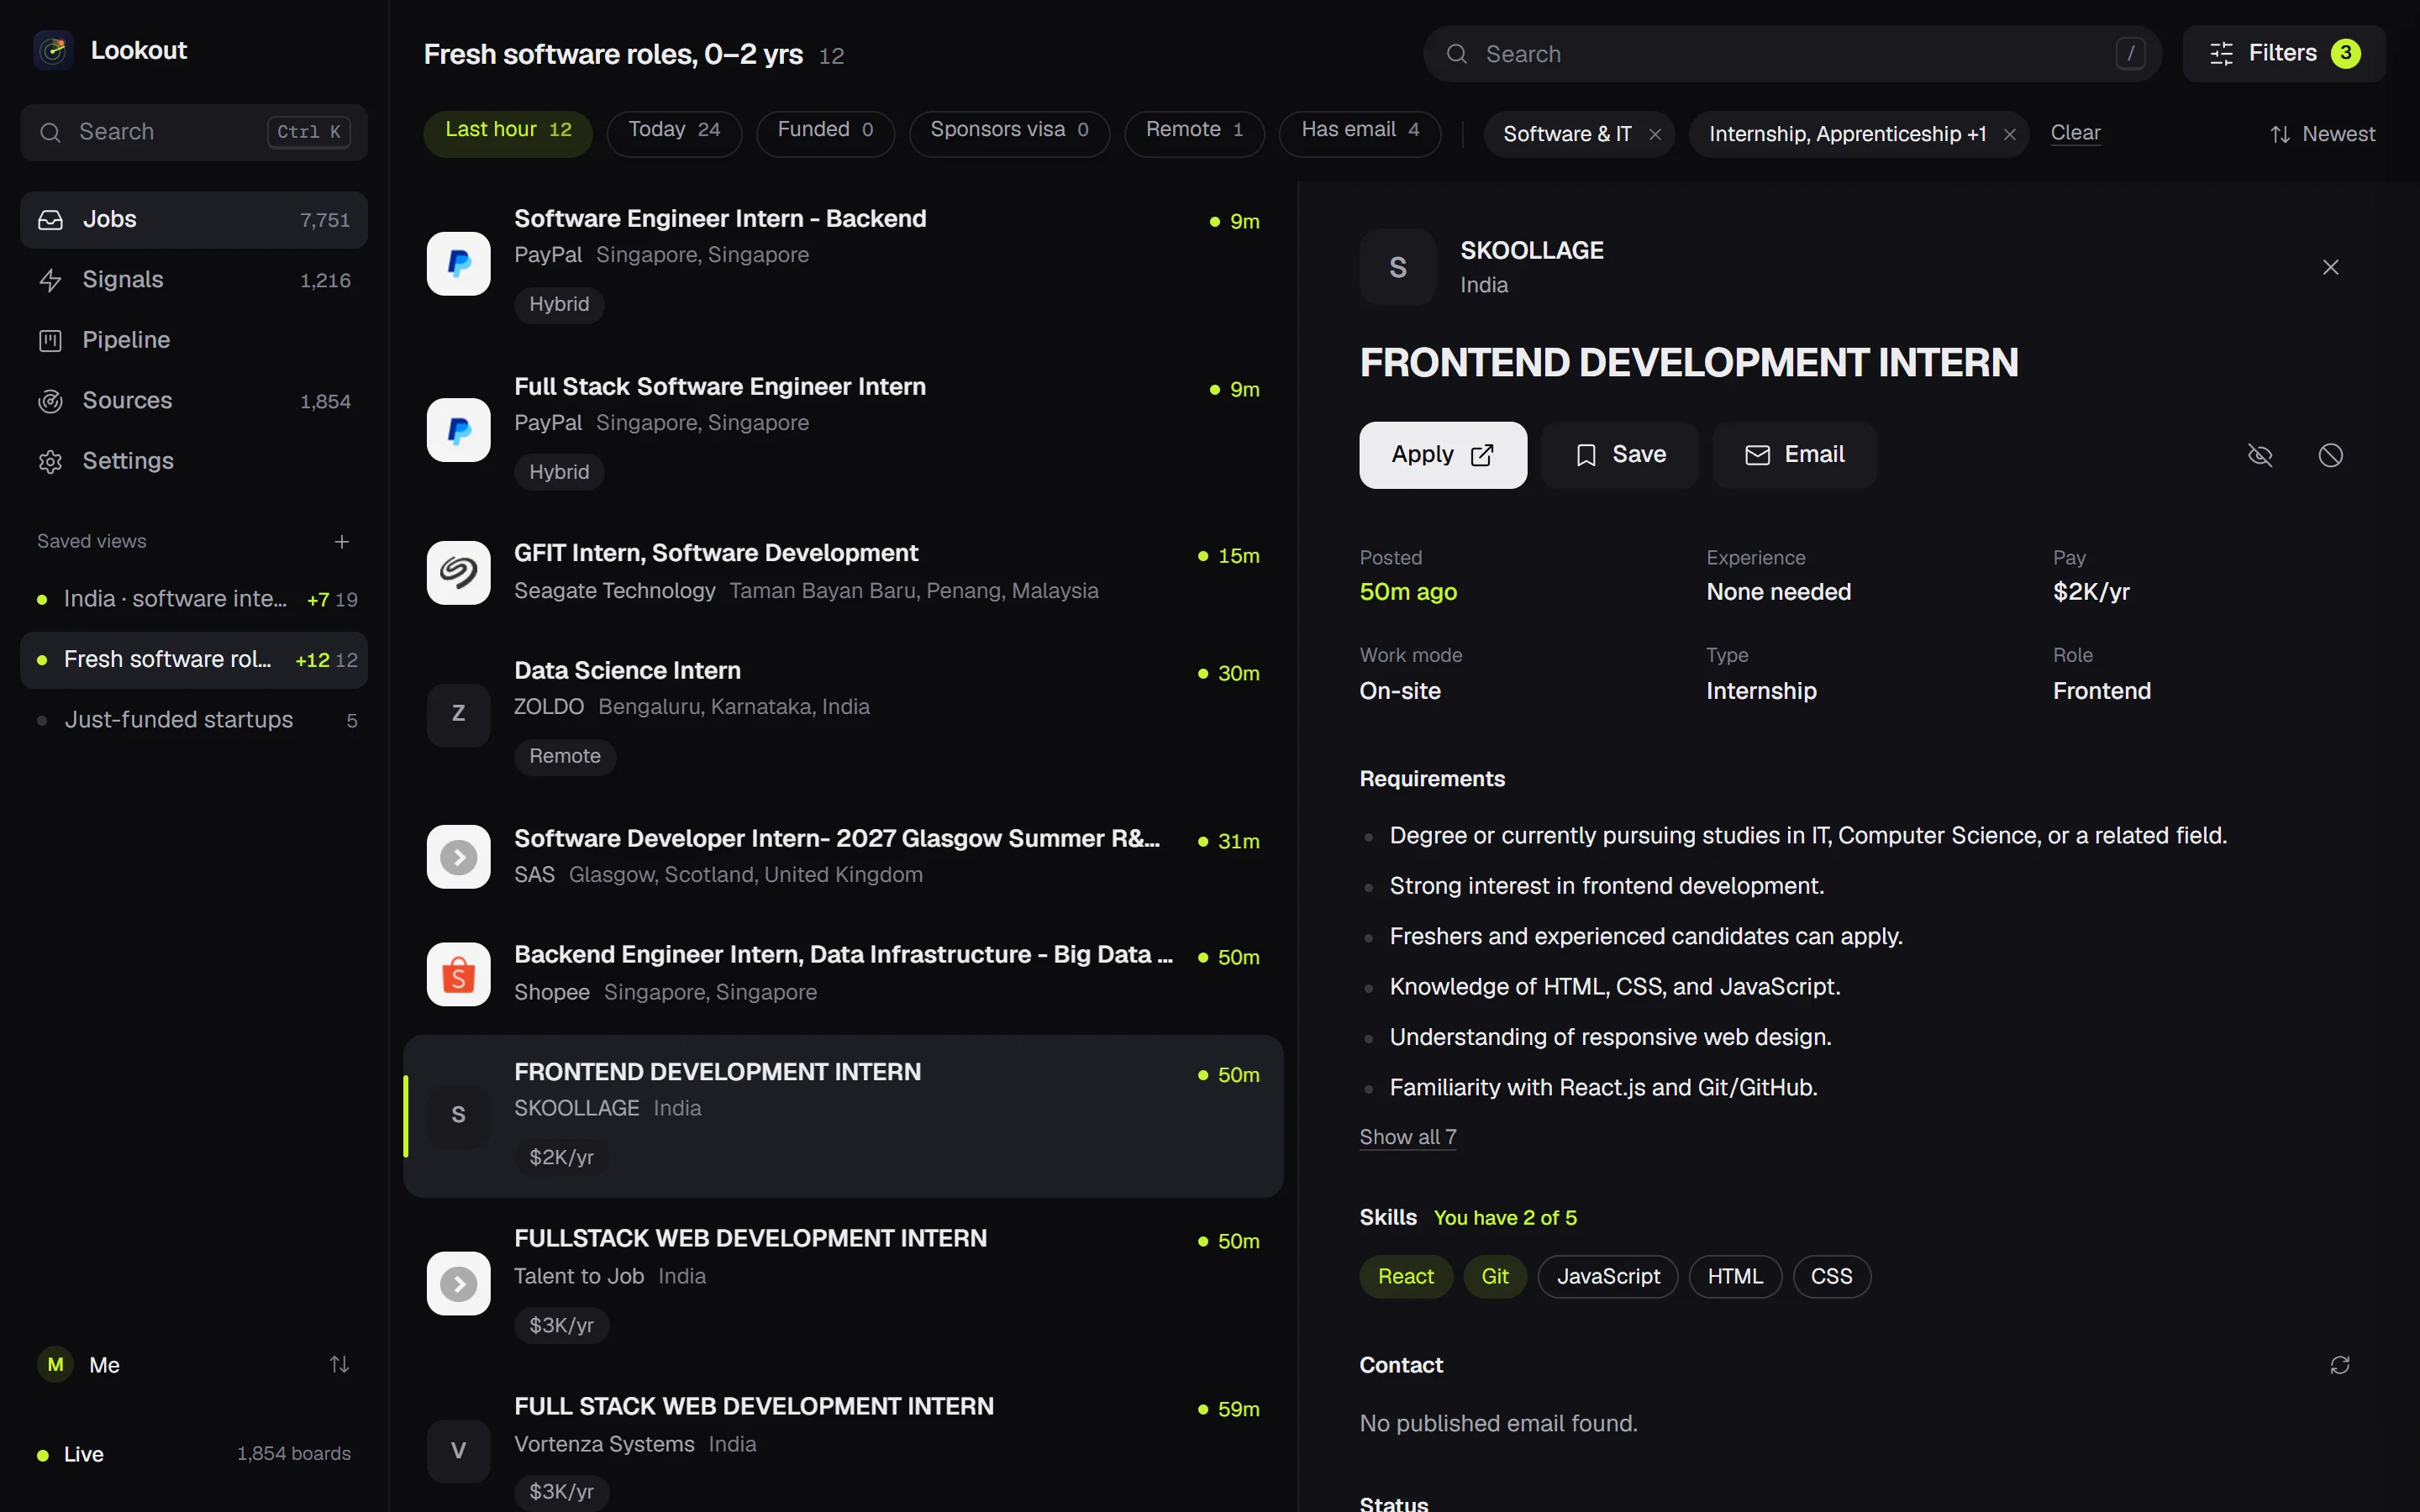 Lookout
Search Ctrl K
Jobs 7,751
Signals 1,216
Pipeline
Sources 1,854
Settings
Saved views
India · software inte... +7 19
Fresh software rol... +12 12
Just-funded startups 5
M Me
Live 1,854 boards
Fresh software roles, 0–2 yrs 12
Search /
Filters 3
Last hour 12 Today 24 Funded 0 Sponsors visa 0 Remote 1 Has email 4 Software & IT Internship, Apprenticeship +1 Clear Newest
Software Engineer Intern - Backend 9m
PayPal Singapore, Singapore
Hybrid
Full Stack Software Engineer Intern 9m
PayPal Singapore, Singapore
Hybrid
GFIT Intern, Software Development 15m
Seagate Technology Taman Bayan Baru, Penang, Malaysia
Data Science Intern 30m
Z
ZOLDO Bengaluru, Karnataka, India
Remote
Software Developer Intern- 2027 Glasgow Summer R&... 31m
SAS Glasgow, Scotland, United Kingdom
Backend Engineer Intern, Data Infrastructure - Big Data ... 50m
Shopee Singapore, Singapore
FRONTEND DEVELOPMENT INTERN 50m
S
SKOOLLAGE India
$2K/yr
FULLSTACK WEB DEVELOPMENT INTERN 50m
Talent to Job India
$3K/yr
FULL STACK WEB DEVELOPMENT INTERN 59m
V
Vortenza Systems India
$3K/yr
S
SKOOLLAGE
India
FRONTEND DEVELOPMENT INTERN
Apply Save Email
Posted Experience Pay
50m ago None needed $2K/yr
Work mode Type Role
On-site Internship Frontend
Requirements
Degree or currently pursuing studies in IT, Computer Science, or a related field.
Strong interest in frontend development.
Freshers and experienced candidates can apply.
Knowledge of HTML, CSS, and JavaScript.
Understanding of responsive web design.
Familiarity with React.js and Git/GitHub.
Show all 7
Skills You have 2 of 5
React Git JavaScript HTML CSS
Contact
No published email found.
Status